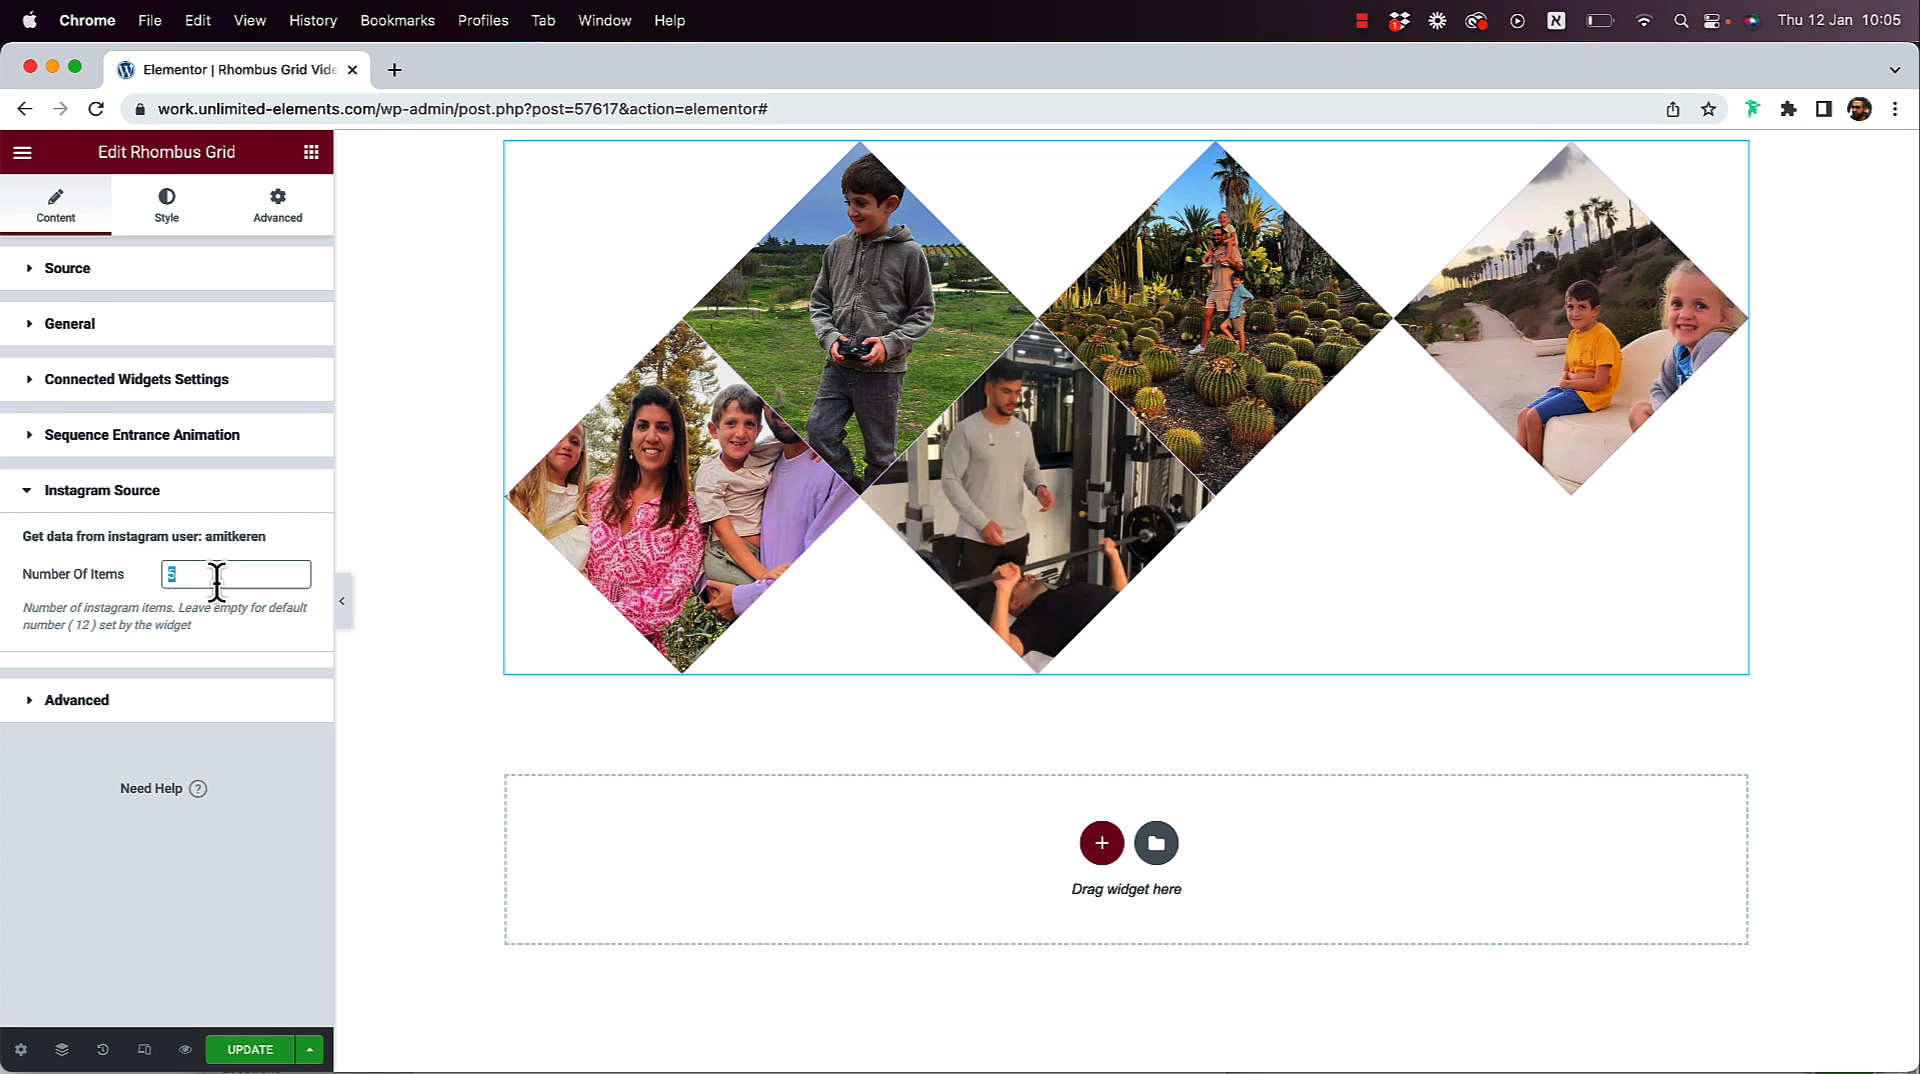 Chrome File Edit View History Bookmarks Profiles Tab Window Help
1
Thu 12 Jan 10:05
Elementor | Rhombus Grid Vide
work.unlimited-elements.com/wp-admin/post.php?post=57617&action=elementor#
Edit Rhombus Grid
Content Style Advanced
Source
General
Connected Widgets Settings
Sequence Entrance Animation
Instagram Source
Get data from instagram user: amitkeren
Number Of Items 5
Number of instagram items. Leave empty for default
number ( 12 ) set by the widget
Advanced
Need Help ?
Drag widget here
UPDATE